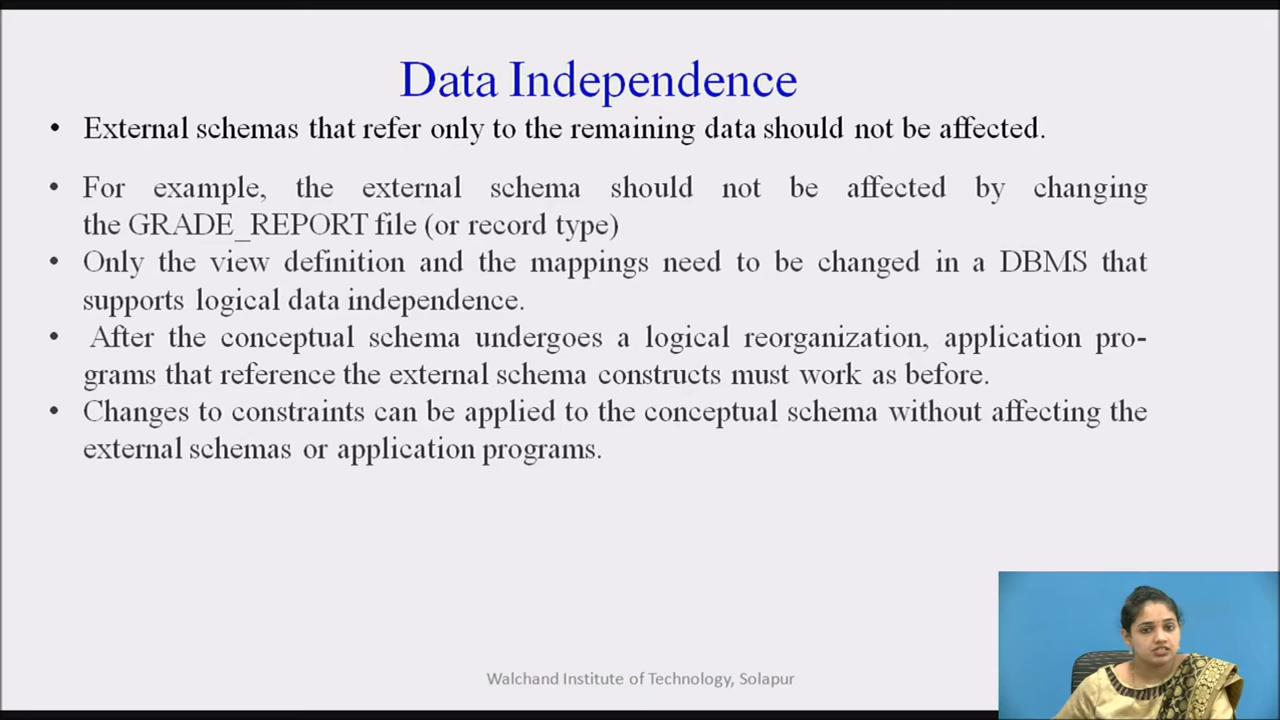 Data Independence
• External schemas that refer only to the remaining data should not be affected.
• For example, the external schema should not be affected by changing
the GRADE_REPORT file (or record type)
• Only the view definition and the mappings need to be changed in a DBMS that
supports logical data independence.
• After the conceptual schema undergoes a logical reorganization, application pro-
grams that reference the external schema constructs must work as before.
• Changes to constraints can be applied to the conceptual schema without affecting the
external schemas or application programs.
Walchand Institute of Technology, Solapur